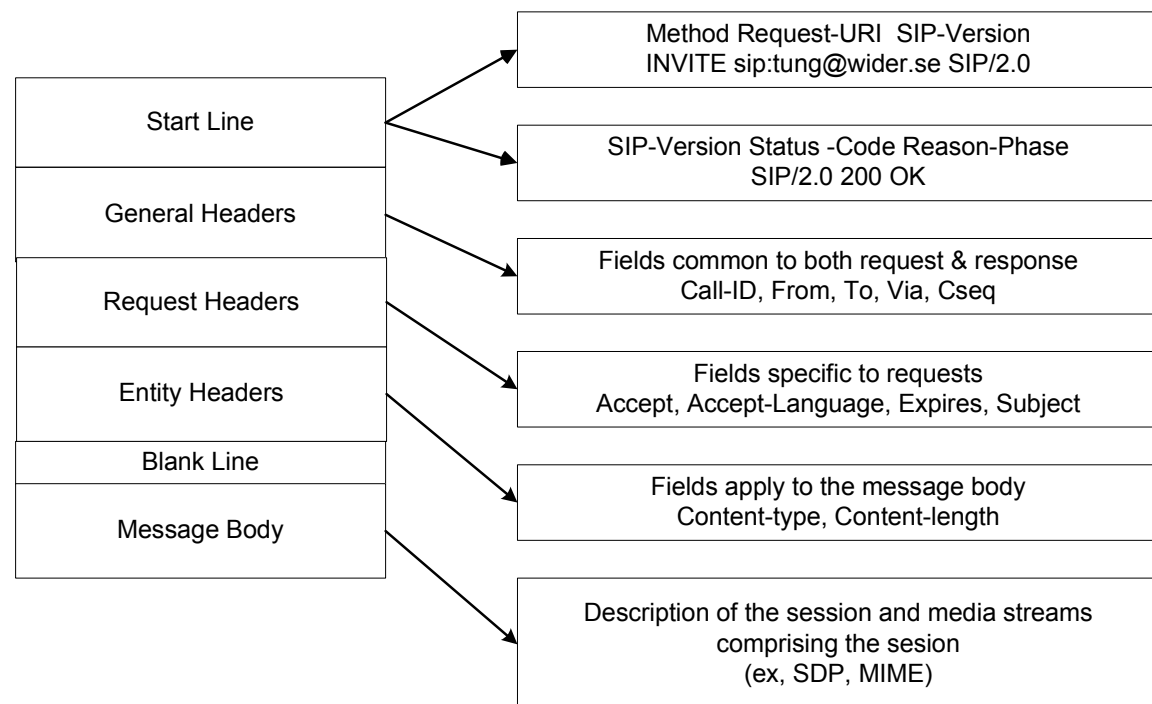 Start Line
General Headers
Request Headers
Entity Headers
Blank Line
Message Body
Method Request-URI  SIP-Version
INVITE sip:tung@wider.se SIP/2.0
SIP-Version Status -Code Reason-Phase
SIP/2.0 200 OK
Fields common to both request & response
Call-ID, From, To, Via, Cseq
Fields specific to requests
Accept, Accept-Language, Expires, Subject
Fields apply to the message body
Content-type, Content-length
Description of the session and media streams
comprising the sesion
(ex, SDP, MIME)